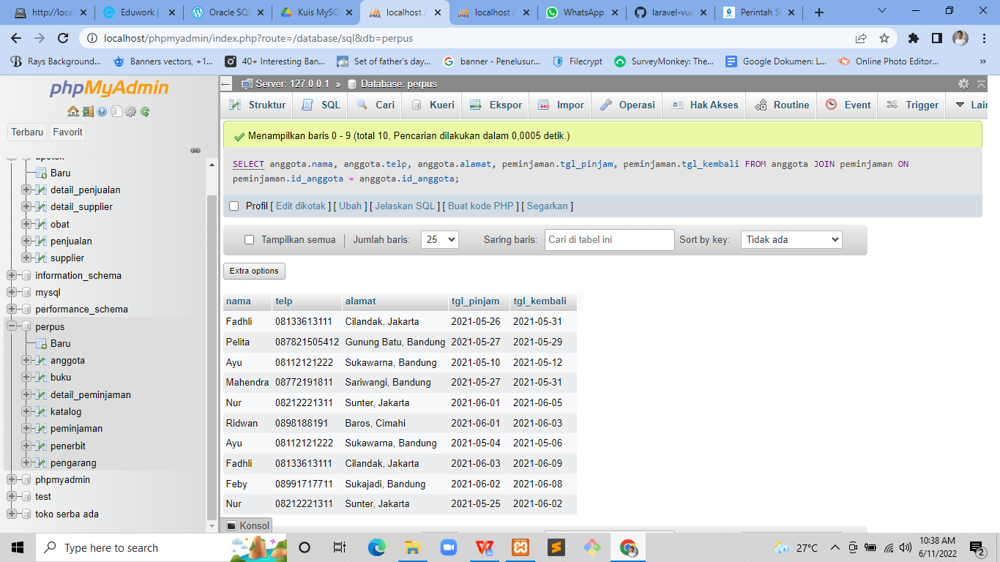 http://loca
Eduwork |
Oracle SQL
Kuis MySQ
localhost /
localhost /
WhatsApp
laravel-vue
Perintah S
localhost/phpmyadmin/index.php?route=/database/sql&db=perpus
Rays Background...
Banners vectors, +1...
40+ Interesting Ban...
Set of father's day...
banner - Penelusur...
Filecrypt
SurveyMonkey: The...
Google Dokumen: L...
Online Photo Editor...
»
phpMyAdmin
Terbaru
Favorit
Baru
detail_penjualan
detail_supplier
obat
penjualan
supplier
information_schema
mysql
performance_schema
perpus
Baru
anggota
buku
detail_peminjaman
katalog
peminjaman
penerbit
pengarang
phpmyadmin
test
toko serba ada
Server: 127.0.0.1 » Database: perpus
Struktur SQL Cari Kueri Ekspor Impor Operasi Hak Akses Routine Event Trigger Lai
Menampilkan baris 0 - 9 (total 10, Pencarian dilakukan dalam 0,0005 detik.)
SELECT anggota.nama, anggota.telp, anggota.alamat, peminjaman.tgl_pinjam, peminjaman.tgl_kembali FROM anggota JOIN peminjaman ON
peminjaman.id_anggota = anggota.id_anggota;
Profil [ Edit dikotak ] [ Ubah ] [ Jelaskan SQL ] [ Buat kode PHP ] [ Segarkan ]
Tampilkan semua | Jumlah baris: 25 Saring baris: Cari di tabel ini Sort by key: Tidak ada
Extra options
nama telp alamat tgl_pinjam tgl_kembali
Fadhli 08133613111 Cilandak, Jakarta 2021-05-26 2021-05-31
Pelita 087821505412 Gunung Batu, Bandung 2021-05-27 2021-05-29
Ayu 08112121222 Sukawarna, Bandung 2021-05-10 2021-05-12
Mahendra 08772191811 Sariwangi, Bandung 2021-05-27 2021-05-31
Nur 08212221311 Sunter, Jakarta 2021-06-01 2021-06-05
Ridwan 0898188191 Baros, Cimahi 2021-06-01 2021-06-03
Ayu 08112121222 Sukawarna, Bandung 2021-05-04 2021-05-06
Fadhli 08133613111 Cilandak, Jakarta 2021-06-03 2021-06-09
Feby 08991717711 Sukajadi, Bandung 2021-06-02 2021-06-08
Nur 08212221311 Sunter, Jakarta 2021-05-25 2021-06-02
Konsol
Type here to search
27°C
10:38 AM
6/11/2022
2